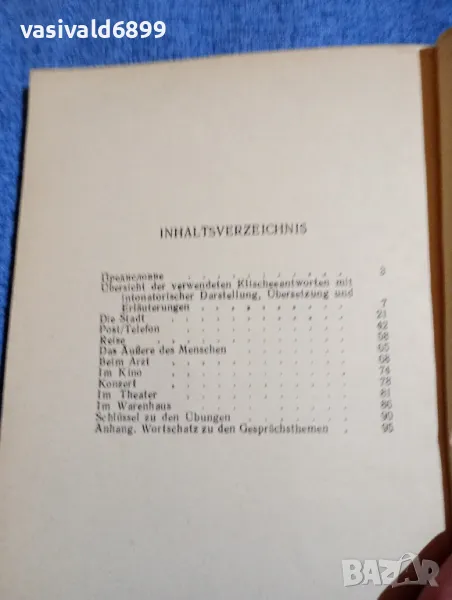 vasivald6899
INHALTSVERZEICHNIS
Предисловие . . . . . . . . . . . 3
Übersicht der verwendeten Klischeeantworten mit
intonatorischer Darstellung, Übersetzung und
Erläuterungen . . . . . . . . . . 7
Die Stadt . . . . . . . . . . . 21
Post/Telefon . . . . . . . . . . . 42
Reise . . . . . . . . . . . 58
Das Äußere des Menschen . . . . . . . . 65
Beim Arzt . . . . . . . . . . . 68
Im Kino . . . . . . . . . . . 74
Konzert . . . . . . . . . . . 78
Im Theater . . . . . . . . . . . 81
Im Warenhaus . . . . . . . . . . . 86
Schlüssel zu den Übungen . . . . . . . . 90
Anhang. Wortschatz zu den Gesprächsthemen . . 95
BAZAR